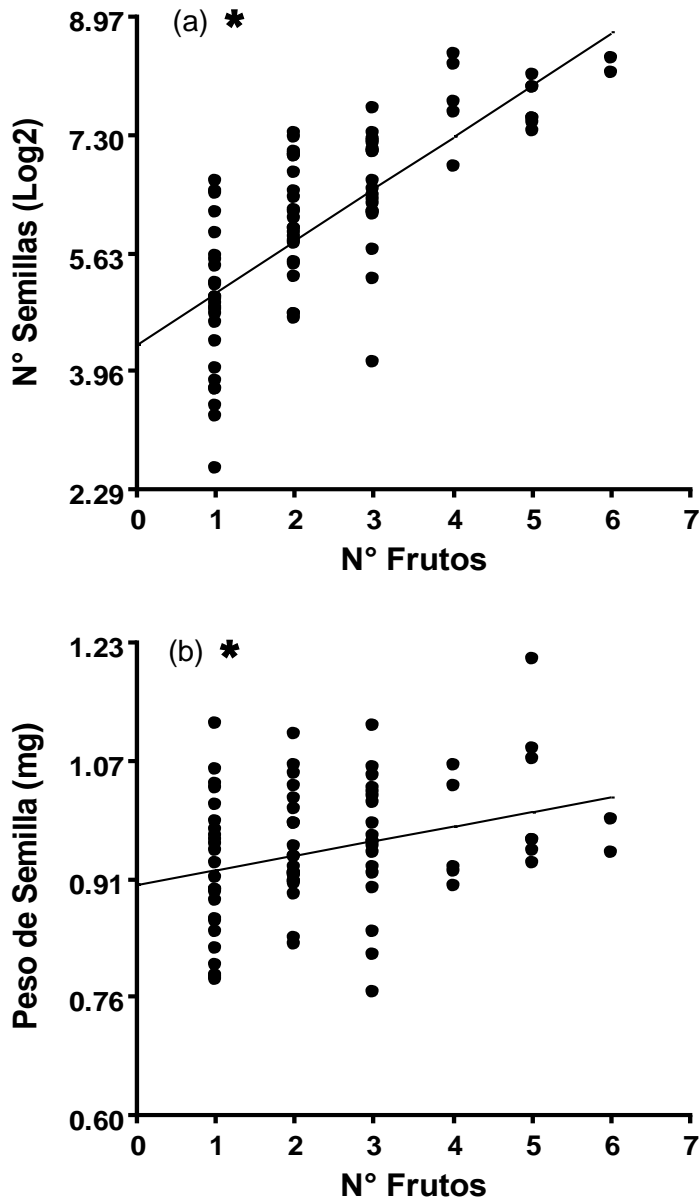 (a) *
N° Semillas (Log2)
8.97
7.30
5.63
3.96
2.29
0 1 2 3 4 5 6 7
N° Frutos
(b) *
Peso de Semilla (mg)
1.23
1.07
0.91
0.76
0.60
0 1 2 3 4 5 6 7
N° Frutos